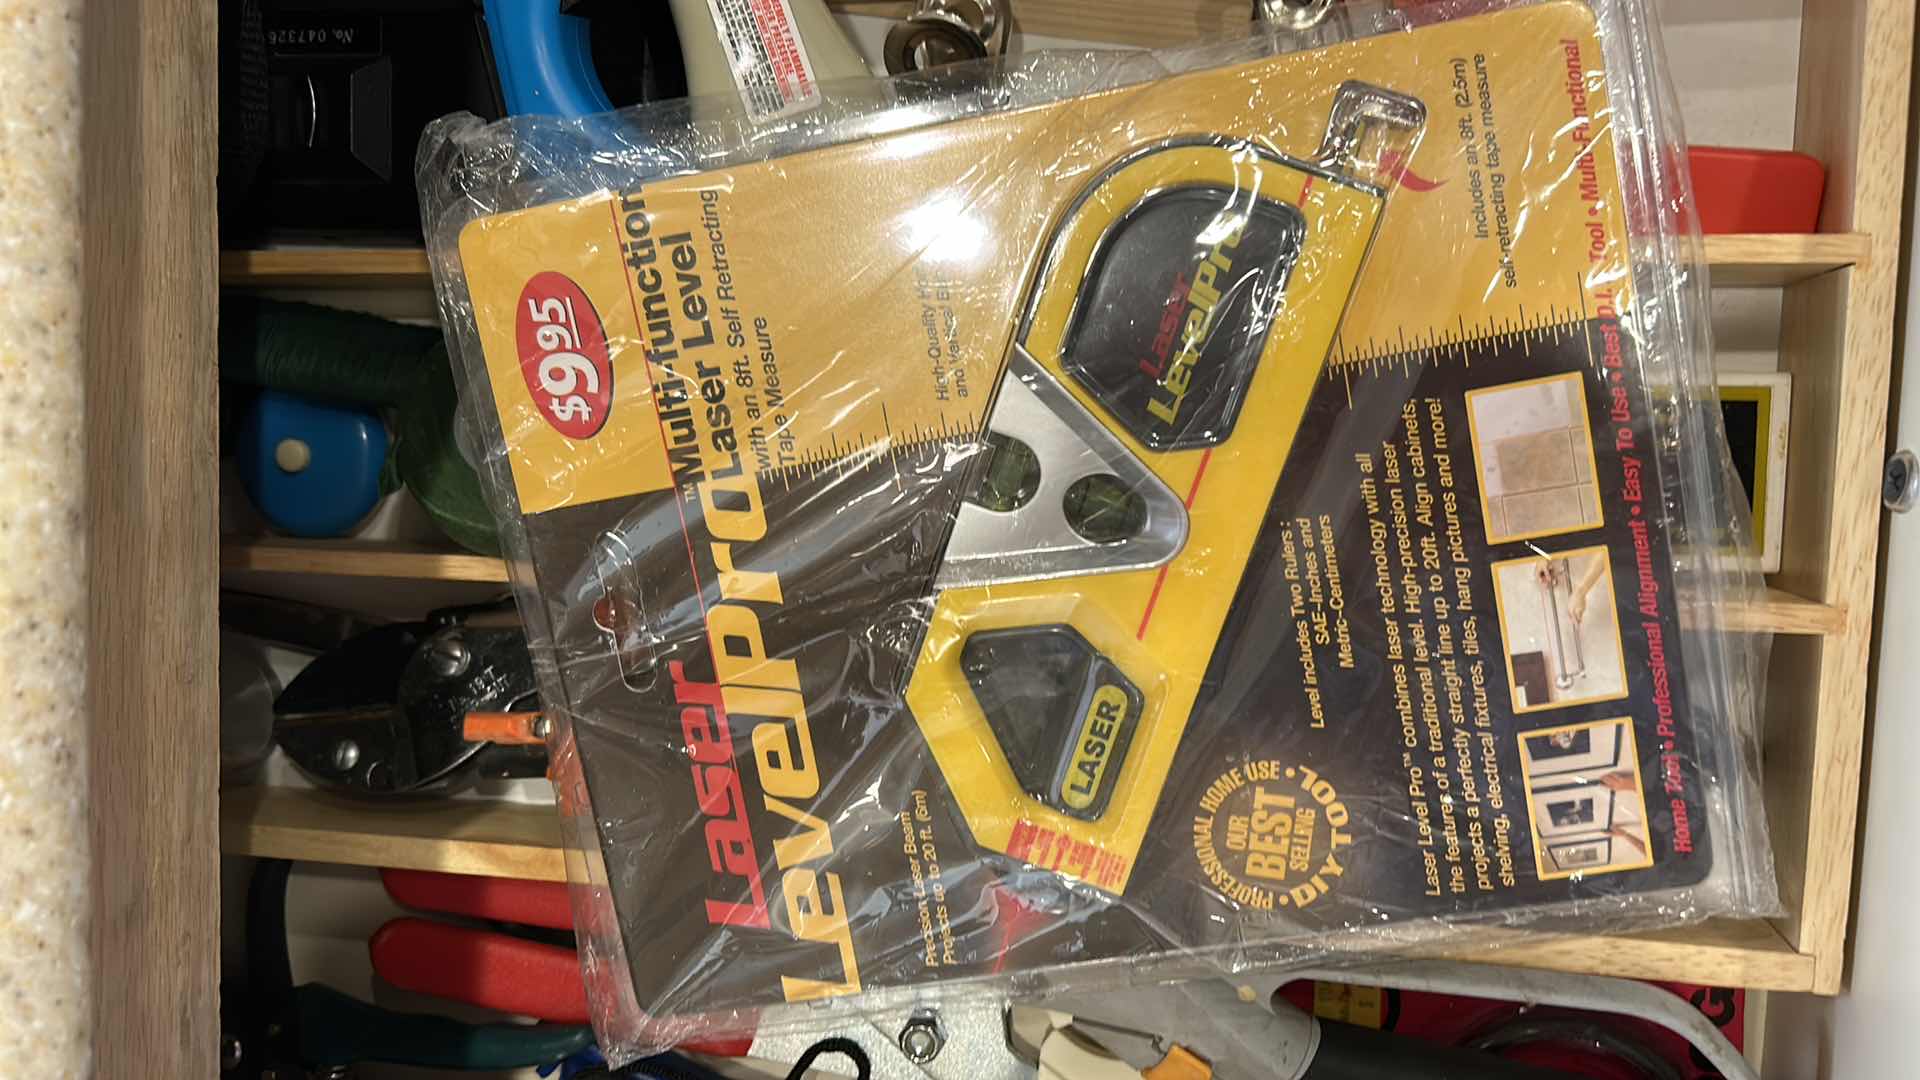 $9.95
Laser
LevelPro™
Multi-function
Laser Level
with an 8ft. Self Retracting
Tape Measure
High-Quality
and Vertical
Precision Laser Beam
Projects up to 20 ft. (6m)
Laser
LevelPro
LASER
Includes an 8ft. (2.5m)
self-retracting tape measure
Level includes Two Rulers:
SAE-Inches and
Metric-Centimeters
PROFESSIONAL HOME USE •
OUR
BEST
SELLING
• DIY TOOL
Laser Level Pro™ combines laser technology with all
the features of a traditional level. High-precision laser
projects a perfectly straight line up to 20ft. Align cabinets,
shelving, electrical fixtures, tiles, hang pictures and more!
Home Tool • Professional Alignment • Easy To Use • Best D.I. Tool • Multi-Functional
No. 047326